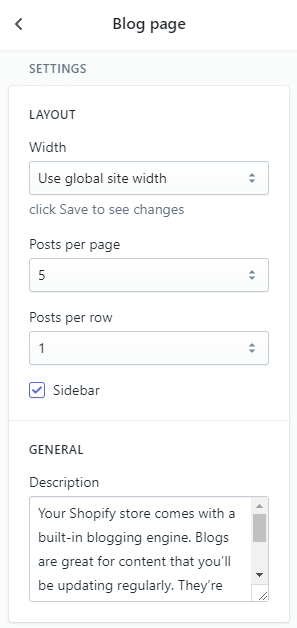 Blog page
SETTINGS
LAYOUT
Width
Use global site width
click Save to see changes
Posts per page
5
Posts per row
1
Sidebar
GENERAL
Description
Your Shopify store comes with a
built-in blogging engine. Blogs
are great for content that you'll
be updating regularly. They're